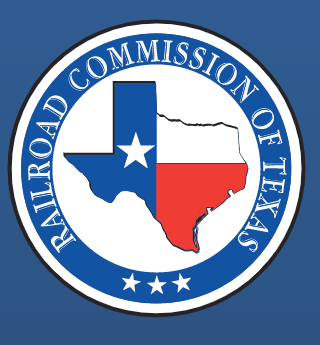 RAILROAD COMMISSION OF TEXAS